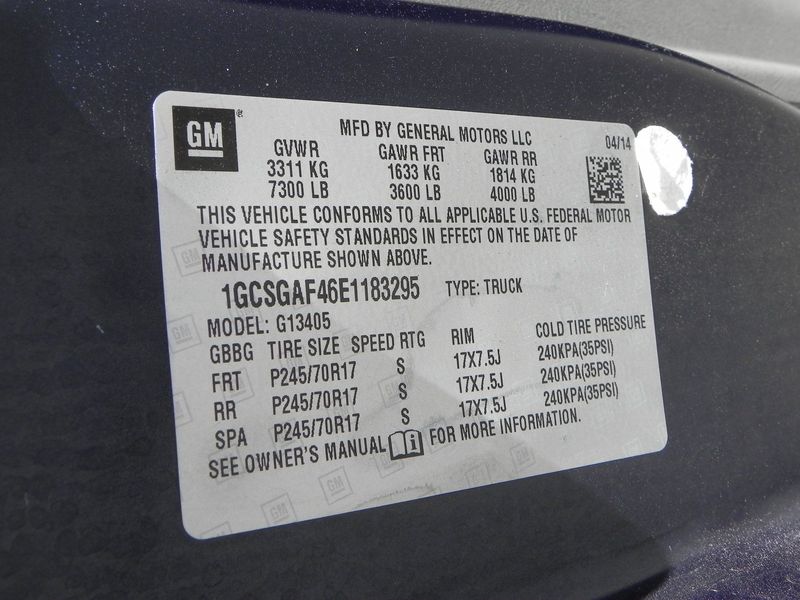 GM®
MFD BY GENERAL MOTORS LLC 04/14
GVWR GAWR FRT GAWR RR
3311 KG 1633 KG 1814 KG
7300 LB 3600 LB 4000 LB
THIS VEHICLE CONFORMS TO ALL APPLICABLE U.S. FEDERAL MOTOR
VEHICLE SAFETY STANDARDS IN EFFECT ON THE DATE OF
MANUFACTURE SHOWN ABOVE.
1GCSGAF46E1183295 TYPE: TRUCK
MODEL: G13405
GBBG TIRE SIZE SPEED RTG RIM COLD TIRE PRESSURE
FRT P245/70R17 S 17X7.5J 240KPA(35PSI)
RR P245/70R17 S 17X7.5J 240KPA(35PSI)
SPA P245/70R17 S 17X7.5J 240KPA(35PSI)
SEE OWNER'S MANUAL i FOR MORE INFORMATION.